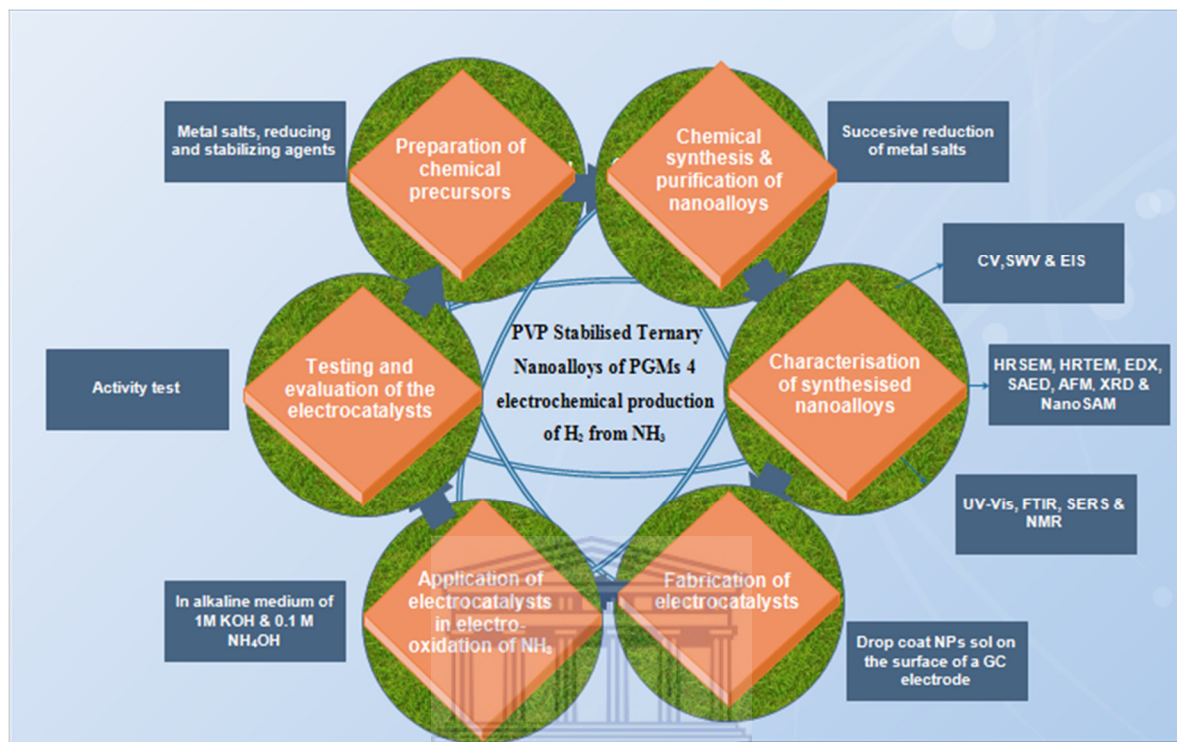 Metal salts, reducing
and stabilizing agents
Preparation of
chemical
precursors
Chemical
synthesis &
purification of
nanoalloys
Succesive reduction
of metal salts
CV,SWV & EIS
Characterisation
of synthesised
nanoalloys
HRSEM, HRTEM, EDX,
SAED, AFM, XRD &
NanoSAM
UV-Vis, FTIR, SERS &
NMR
PVP Stabilised Ternary
Nanoalloys of PGMs 4
electrochemical production
of H₂ from NH₃
Testing and
evaluation of the
electrocatalysts
Activity test
Application of
electrocatalysts
in electro-
oxidation of NH₃
In alkaline medium of
1M KOH & 0.1 M
NH₄OH
Fabrication of
electrocatalysts
Drop coat NPs sol on
the surface of a GC
electrode